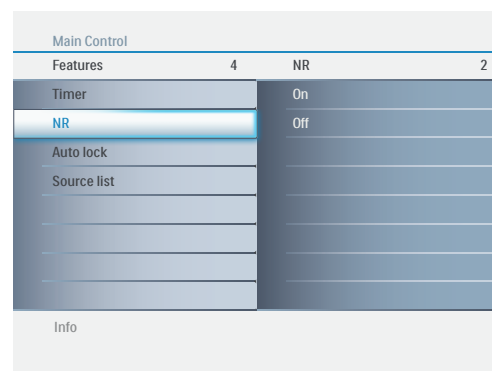 Main Control
Features 4 NR 2
Timer On
NR Off
Auto lock
Source list
Info